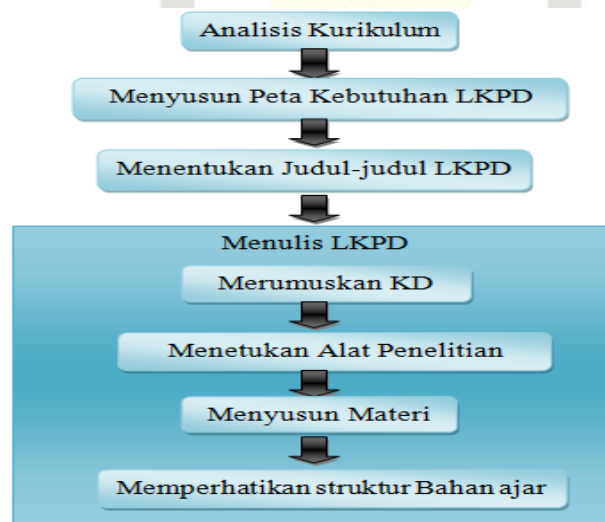 Analisis Kurikulum
Menyusun Peta Kebutuhan LKPD
Menentukan Judul-judul LKPD
Menulis LKPD
Merumuskan KD
Menetukan Alat Penelitian
Menyusun Materi
Memperhatikan struktur Bahan ajar